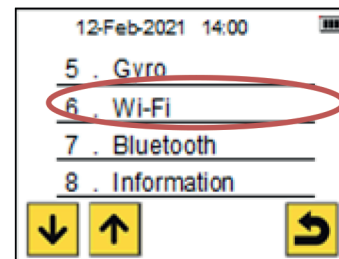 12-Feb-2021 14:00
5 . Gyro
6 . Wi-Fi
7 . Bluetooth
8 . Information